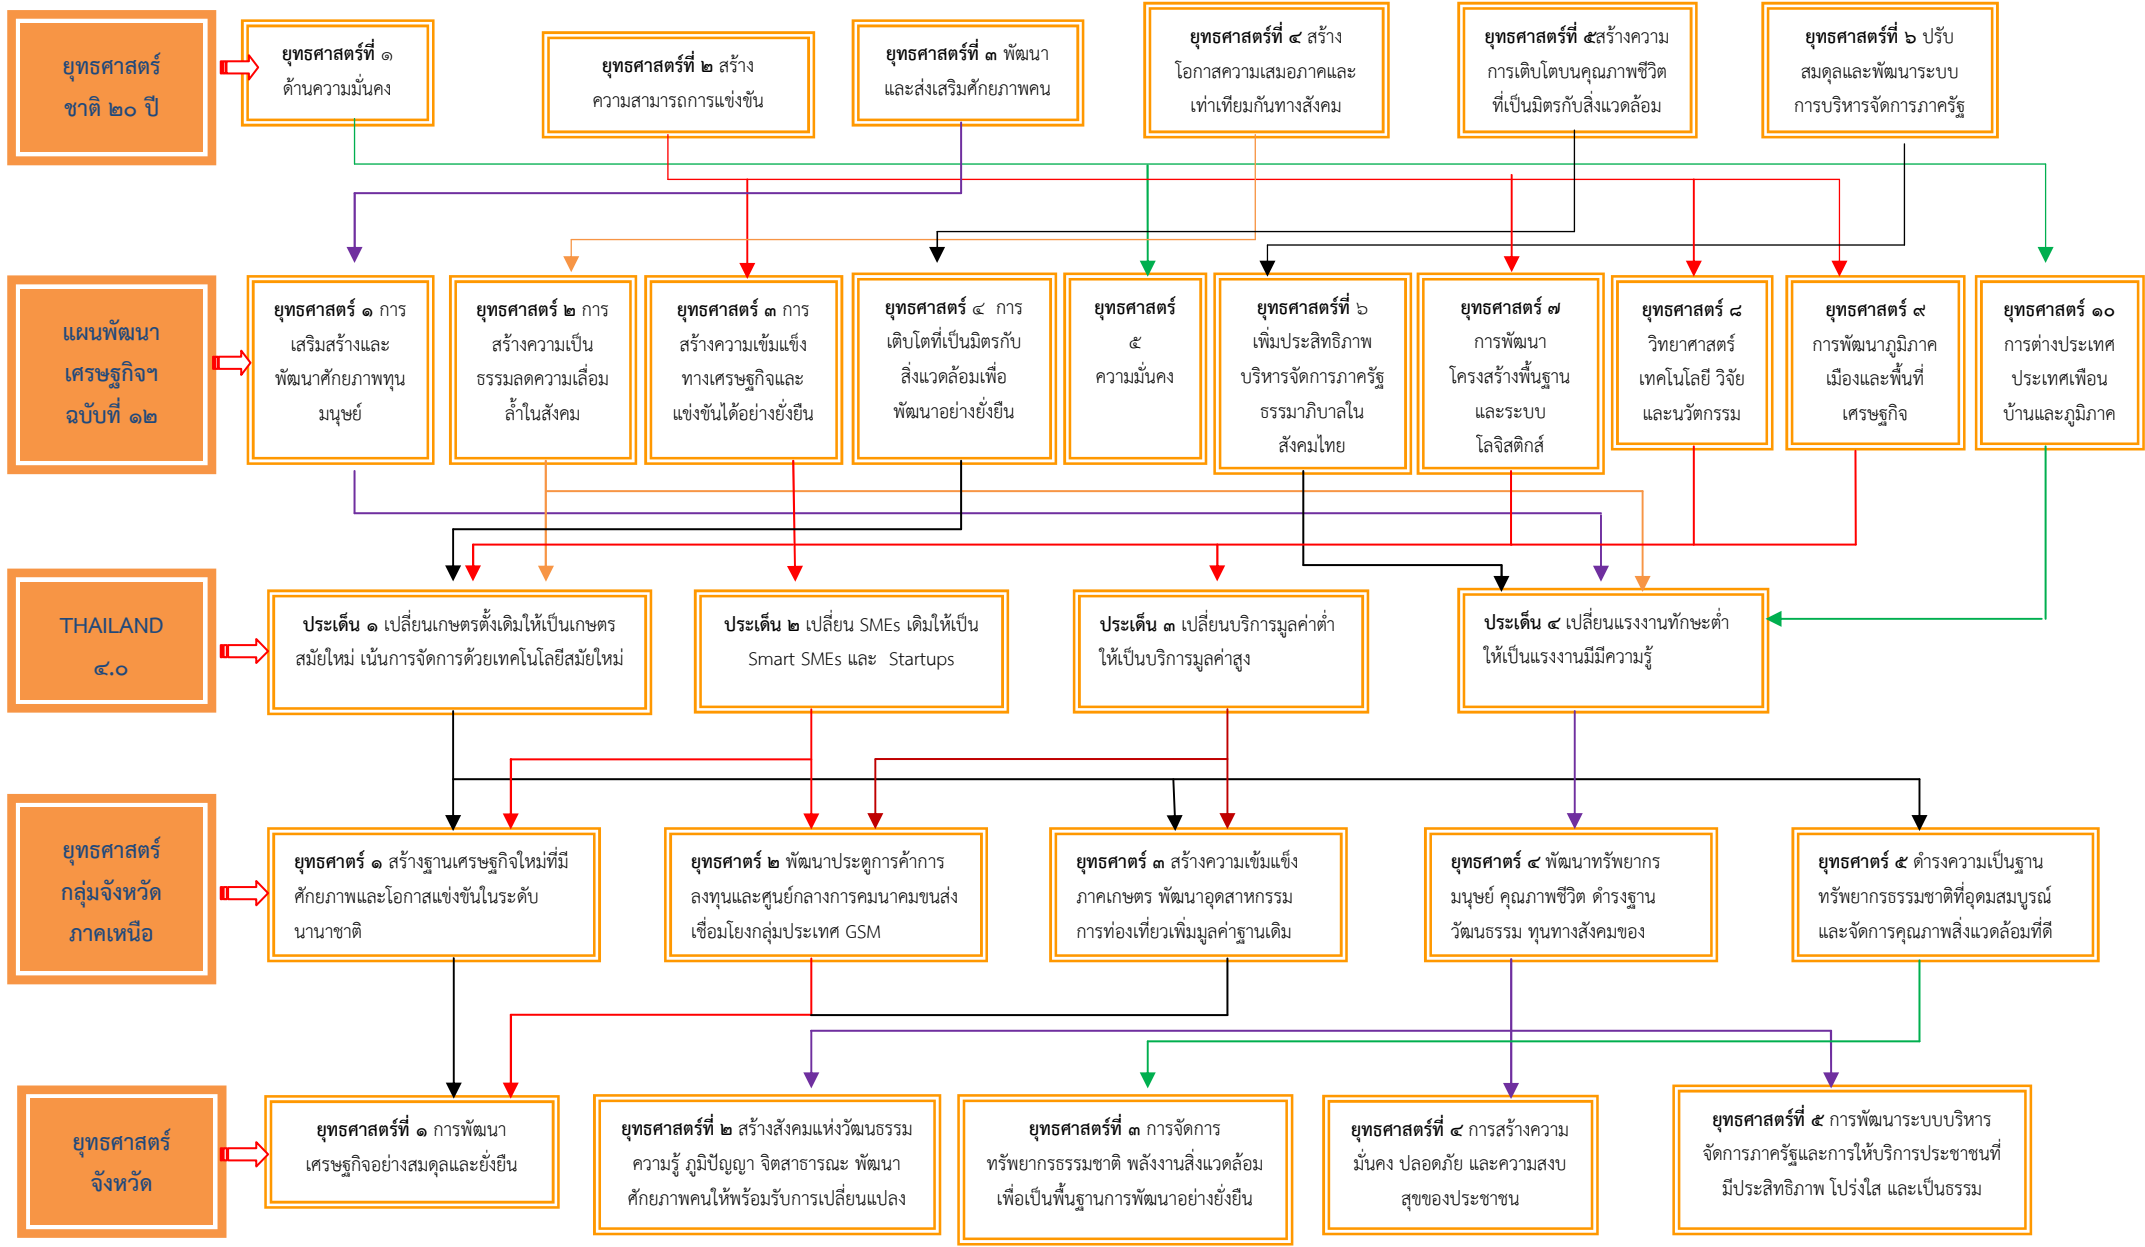 ยุทธศาสตร์
ชาติ ๒๐ ปี
ยุทธศาสตร์ที่ ๑
ด้านความมั่นคง
ยุทธศาสตร์ที่ ๒ สร้าง
ความสามารถการแข่งขัน
ยุทธศาสตร์ที่ ๓ พัฒนา
และส่งเสริมศักยภาพคน
ยุทธศาสตร์ที่ ๔ สร้าง
โอกาสความเสมอภาคและ
เท่าเทียมกันทางสังคม
ยุทธศาสตร์ที่ ๕สร้างความ
การเติบโตบนคุณภาพชีวิต
ที่เป็นมิตรกับสิ่งแวดล้อม
ยุทธศาสตร์ที่ ๖ ปรับ
สมดุลและพัฒนาระบบ
การบริหารจัดการภาครัฐ
แผนพัฒนา
เศรษฐกิจฯ
ฉบับที่ ๑๒
ยุทธศาสตร์ ๑ การ
เสริมสร้างและ
พัฒนาศักยภาพทุน
มนุษย์
ยุทธศาสตร์ ๒ การ
สร้างความเป็น
ธรรมลดความเลื่อม
ล้ำในสังคม
ยุทธศาสตร์ ๓ การ
สร้างความเข้มแข็ง
ทางเศรษฐกิจและ
แข่งขันได้อย่างยั่งยืน
ยุทธศาสตร์ ๔ การ
เติบโตที่เป็นมิตรกับ
สิ่งแวดล้อมเพื่อ
พัฒนาอย่างยั่งยืน
ยุทธศาสตร์
๕
ความมั่นคง
ยุทธศาสตร์ที่ ๖
เพิ่มประสิทธิภาพ
บริหารจัดการภาครัฐ
ธรรมาภิบาลใน
สังคมไทย
ยุทธศาสตร์ ๗
การพัฒนา
โครงสร้างพื้นฐาน
และระบบ
โลจิสติกส์
ยุทธศาสตร์ ๘
วิทยาศาสตร์
เทคโนโลยี วิจัย
และนวัตกรรม
ยุทธศาสตร์ ๙
การพัฒนาภูมิภาค
เมืองและพื้นที่
เศรษฐกิจ
ยุทธศาสตร์ ๑๐
การต่างประเทศ
ประเทศเพือน
บ้านและภูมิภาค
THAILAND
๔.๐
ประเด็น ๑ เปลี่ยนเกษตรตั้งเดิมให้เป็นเกษตร
สมัยใหม่ เน้นการจัดการด้วยเทคโนโลยีสมัยใหม่
ประเด็น ๒ เปลี่ยน SMEs เดิมให้เป็น
Smart SMEs และ Startups
ประเด็น ๓ เปลี่ยนบริการมูลค่าต่ำ
ให้เป็นบริการมูลค่าสูง
ประเด็น ๔ เปลี่ยนแรงงานทักษะต่ำ
ให้เป็นแรงงานมีมีความรู้
ยุทธศาสตร์
กลุ่มจังหวัด
ภาคเหนือ
ยุทธศาตร์ ๑ สร้างฐานเศรษฐกิจใหม่ที่มี
ศักยภาพและโอกาสแข่งขันในระดับ
นานาชาติ
ยุทธศาตร์ ๒ พัฒนาประตูการค้าการ
ลงทุนและศูนย์กลางการคมนาคมขนส่ง
เชื่อมโยงกลุ่มประเทศ GSM
ยุทธศาตร์ ๓ สร้างความเข้มแข็ง
ภาคเกษตร พัฒนาอุดสาหกรรม
การท่องเที่ยวเพิ่มมูลค่าฐานเดิม
ยุทธศาตร์ ๔ พัฒนาทรัพยากร
มนุษย์ คุณภาพชีวิต ดำรงฐาน
วัฒนธรรม ทุนทางสังคมของ
ยุทธศาตร์ ๕ ดำรงความเป็นฐาน
ทรัพยากรธรรมชาติที่อุดมสมบูรณ์
และจัดการคุณภาพสิ่งแวดล้อมที่ดี
ยุทธศาสตร์
จังหวัด
ยุทธศาสตร์ที่ ๑ การพัฒนา
เศรษฐกิจอย่างสมดุลและยั่งยืน
ยุทธศาสตร์ที่ ๒ สร้างสังคมแห่งวัฒนธรรม
ความรู้ ภูมิปัญญา จิตสาธารณะ พัฒนา
ศักยภาพคนให้พร้อมรับการเปลี่ยนแปลง
ยุทธศาสตร์ที่ ๓ การจัดการ
ทรัพยากรธรรมชาติ พลังงานสิ่งแวดล้อม
เพื่อเป็นพื้นฐานการพัฒนาอย่างยั่งยืน
ยุทธศาสตร์ที่ ๔ การสร้างความ
มั่นคง ปลอดภัย และความสงบ
สุขของประชาชน
ยุทธศาสตร์ที่ ๕ การพัฒนาระบบบริหาร
จัดการภาครัฐและการให้บริการประชาชนที่
มีประสิทธิภาพ โปร่งใส และเป็นธรรม